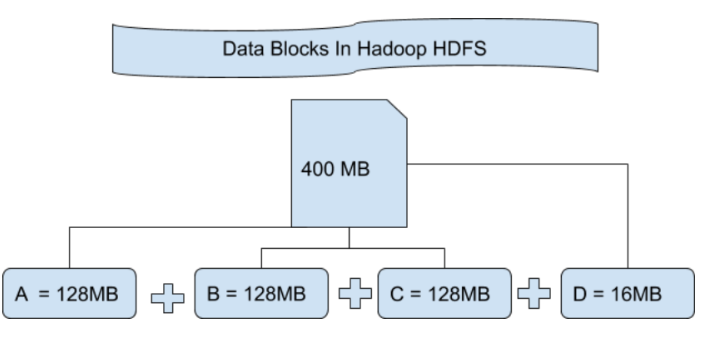 Data Blocks In Hadoop HDFS
400 MB
A = 128MB
B = 128MB
C = 128MB
D = 16MB